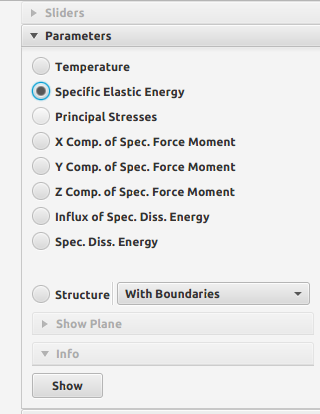 Sliders
Parameters
Temperature
Specific Elastic Energy
Principal Stresses
X Comp. of Spec. Force Moment
Y Comp. of Spec. Force Moment
Z Comp. of Spec. Force Moment
Influx of Spec. Diss. Energy
Spec. Diss. Energy
Structure With Boundaries
Show Plane
Info
Show